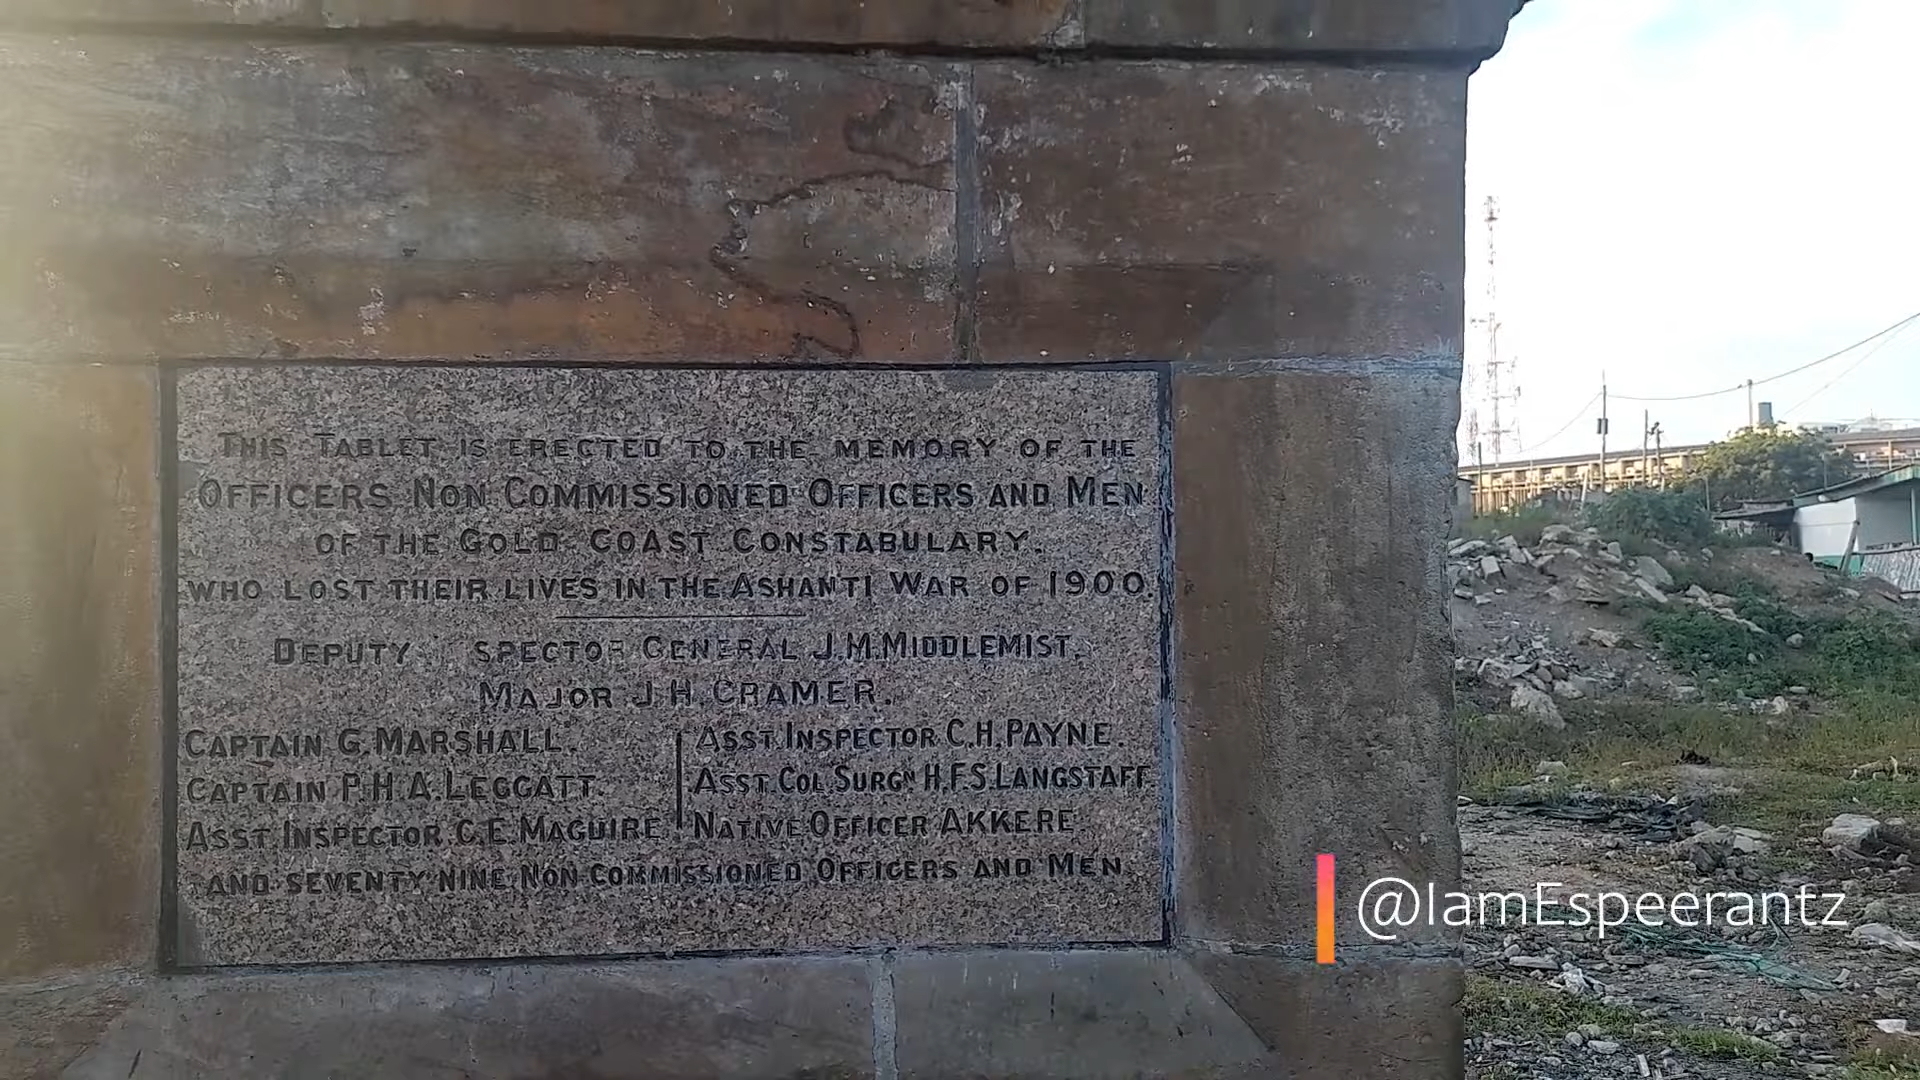 THIS TABLET IS ERECTED TO THE MEMORY OF THE
OFFICERS NON COMMISSIONED OFFICERS AND MEN
OF THE GOLD COAST CONSTABULARY.
WHO LOST THEIR LIVES IN THE ASHANTI WAR OF 1900.
DEPUTY SPECTOR GENERAL J.M.MIDDLEMIST.
MAJOR J.H.CRAMER.
CAPTAIN G.MARSHALL.
CAPTAIN P.H.A.LEGGATT.
ASST.INSPECTOR C.E.MAGUIRE.
ASST.INSPECTOR C.H.PAYNE.
ASST.COL.SURGN H.F.S.LANGSTAFF.
NATIVE OFFICER AKKERE.
AND SEVENTY NINE NON COMMISSIONED OFFICERS AND MEN
@IamEspeerantz